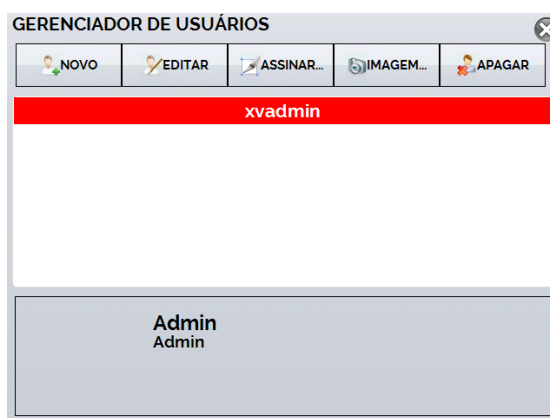 GERENCIADOR DE USUÁRIOS
NOVO EDITAR ASSINAR... IMAGEM... APAGAR
xvadmin
Admin
Admin